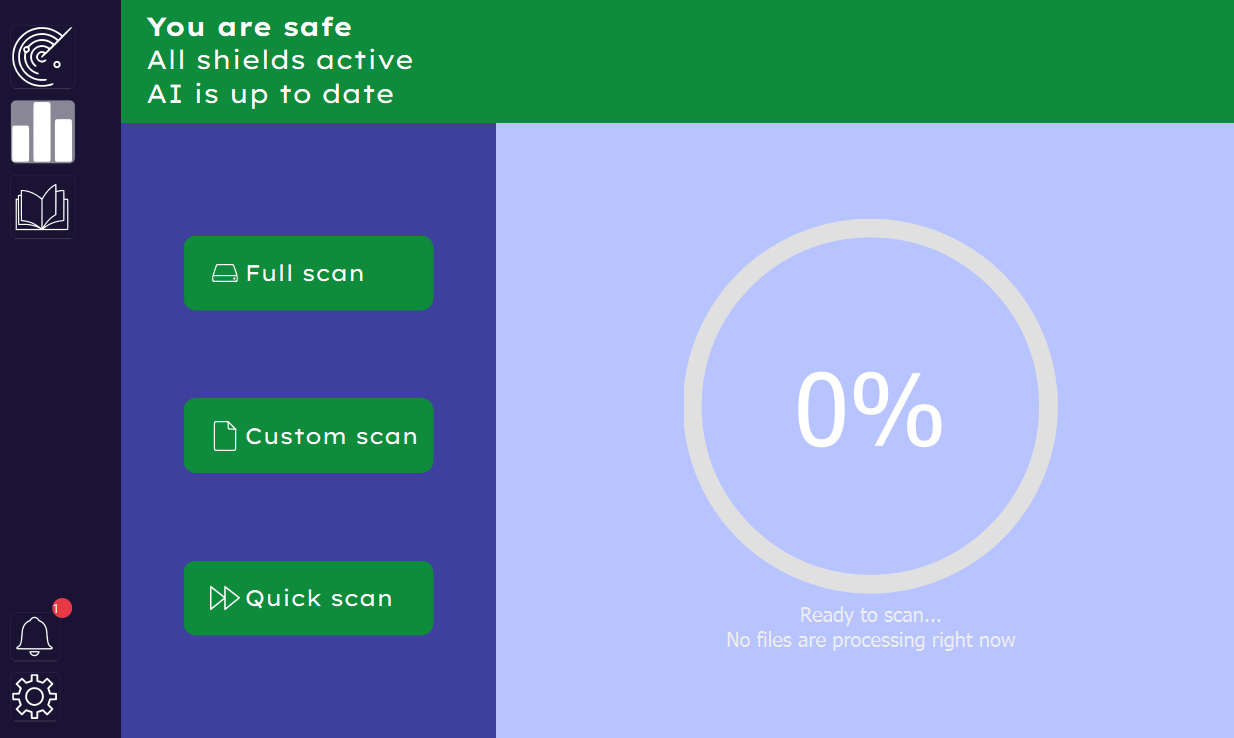 You are safe
All shields active
AI is up to date
Full scan
Custom scan
Quick scan
0%
Ready to scan...
No files are processing right now
1